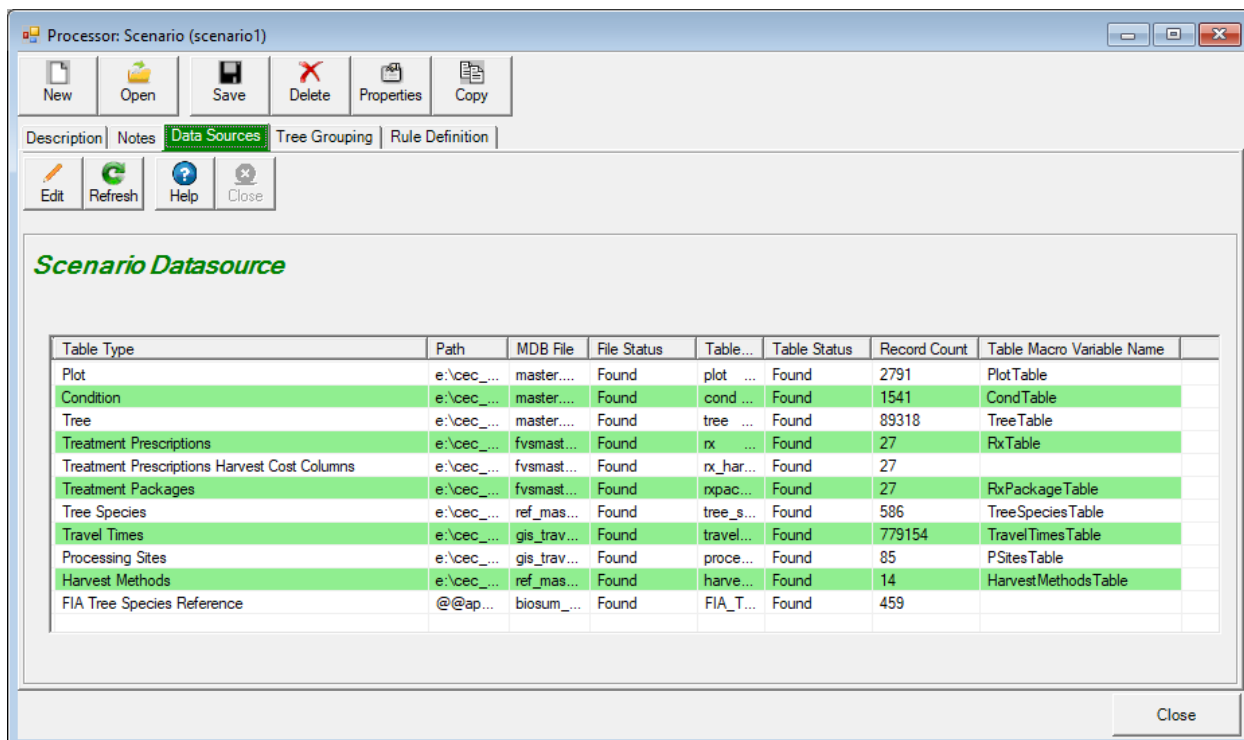 Processor: Scenario (scenario1)
New Open Save Delete Properties Copy
Description Notes Data Sources Tree Grouping Rule Definition
Edit Refresh Help Close
Scenario Datasource
Table Type Path MDB File File Status Table... Table Status Record Count Table Macro Variable Name
Plot e:\cec_... master.... Found plot ... Found 2791 PlotTable
Condition e:\cec_... master.... Found cond ... Found 1541 CondTable
Tree e:\cec_... master.... Found tree ... Found 89318 TreeTable
Treatment Prescriptions e:\cec_... fvsmast... Found rx ... Found 27 RxTable
Treatment Prescriptions Harvest Cost Columns e:\cec_... fvsmast... Found rx_har... Found 27
Treatment Packages e:\cec_... fvsmast... Found rxpac... Found 27 RxPackageTable
Tree Species e:\cec_... ref_mas... Found tree_s... Found 586 TreeSpeciesTable
Travel Times e:\cec_... gis_trav... Found travel... Found 779154 TravelTimesTable
Processing Sites e:\cec_... gis_trav... Found proce... Found 85 PSitesTable
Harvest Methods e:\cec_... ref_mas... Found harve... Found 14 HarvestMethodsTable
FIA Tree Species Reference @@ap... biosum_... Found FIA_T... Found 459
Close